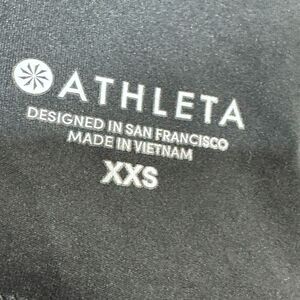 ATHLETA
DESIGNED IN SAN FRANCISCO
MADE IN VIETNAM
XXS